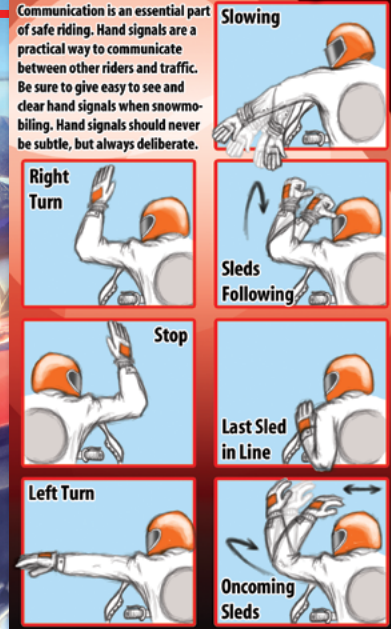 Communication is an essential part
of safe riding. Hand signals are a
practical way to communicate
between other riders and traffic.
Be sure to give easy to see and
clear hand signals when snowmo-
biling. Hand signals should never
be subtle, but always deliberate.
Slowing
Right
Turn
Sleds
Following
Stop
Last Sled
in Line
Left Turn
Oncoming
Sleds